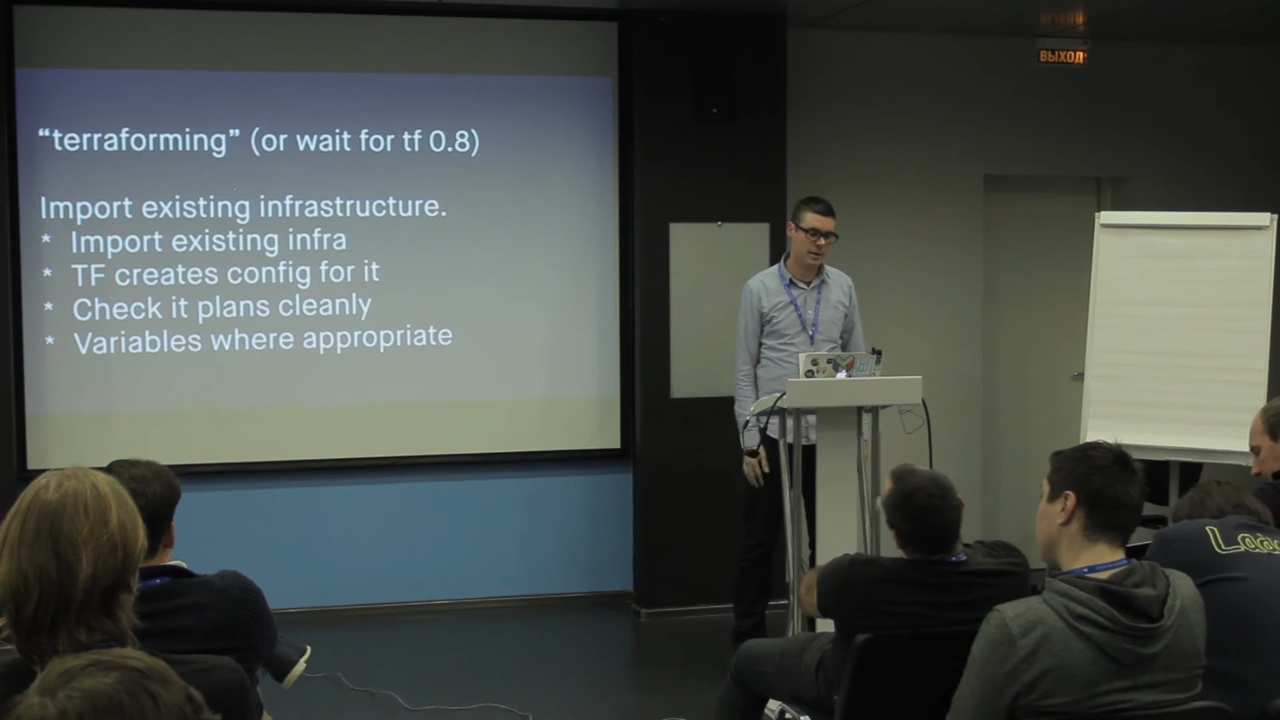 “terraforming” (or wait for tf 0.8)
Import existing infrastructure.
* Import existing infra
* TF creates config for it
* Check it plans cleanly
* Variables where appropriate
ВЫХОД